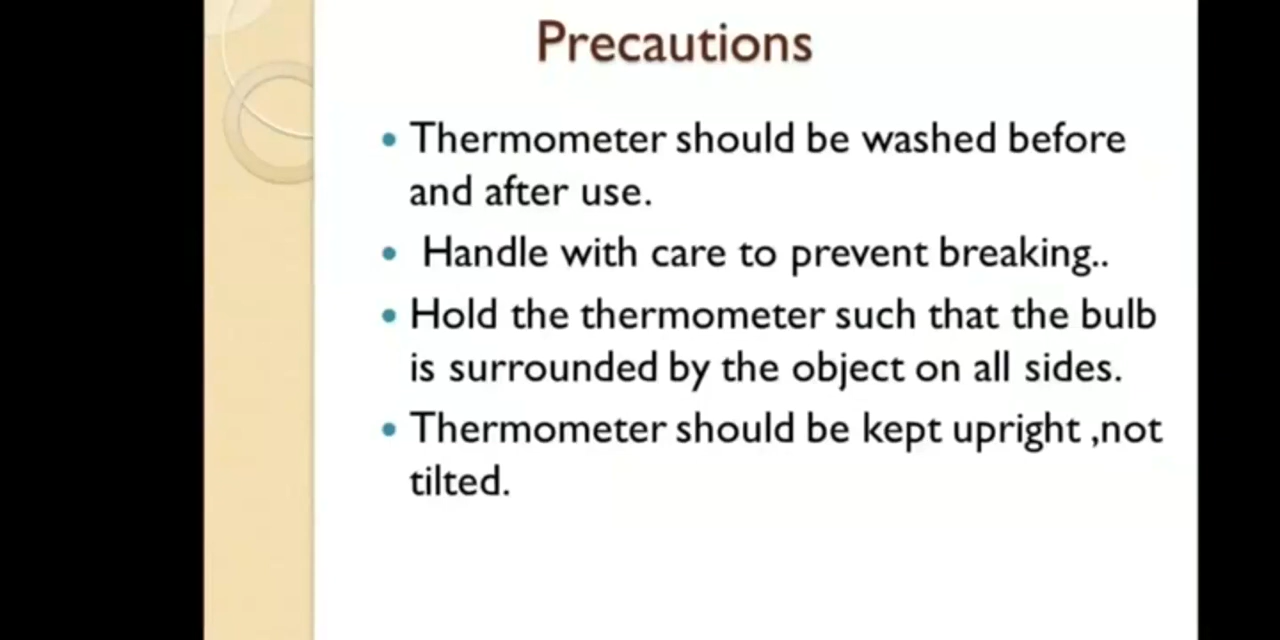 Precautions
• Thermometer should be washed before
and after use.
• Handle with care to prevent breaking..
• Hold the thermometer such that the bulb
is surrounded by the object on all sides.
• Thermometer should be kept upright ,not
tilted.